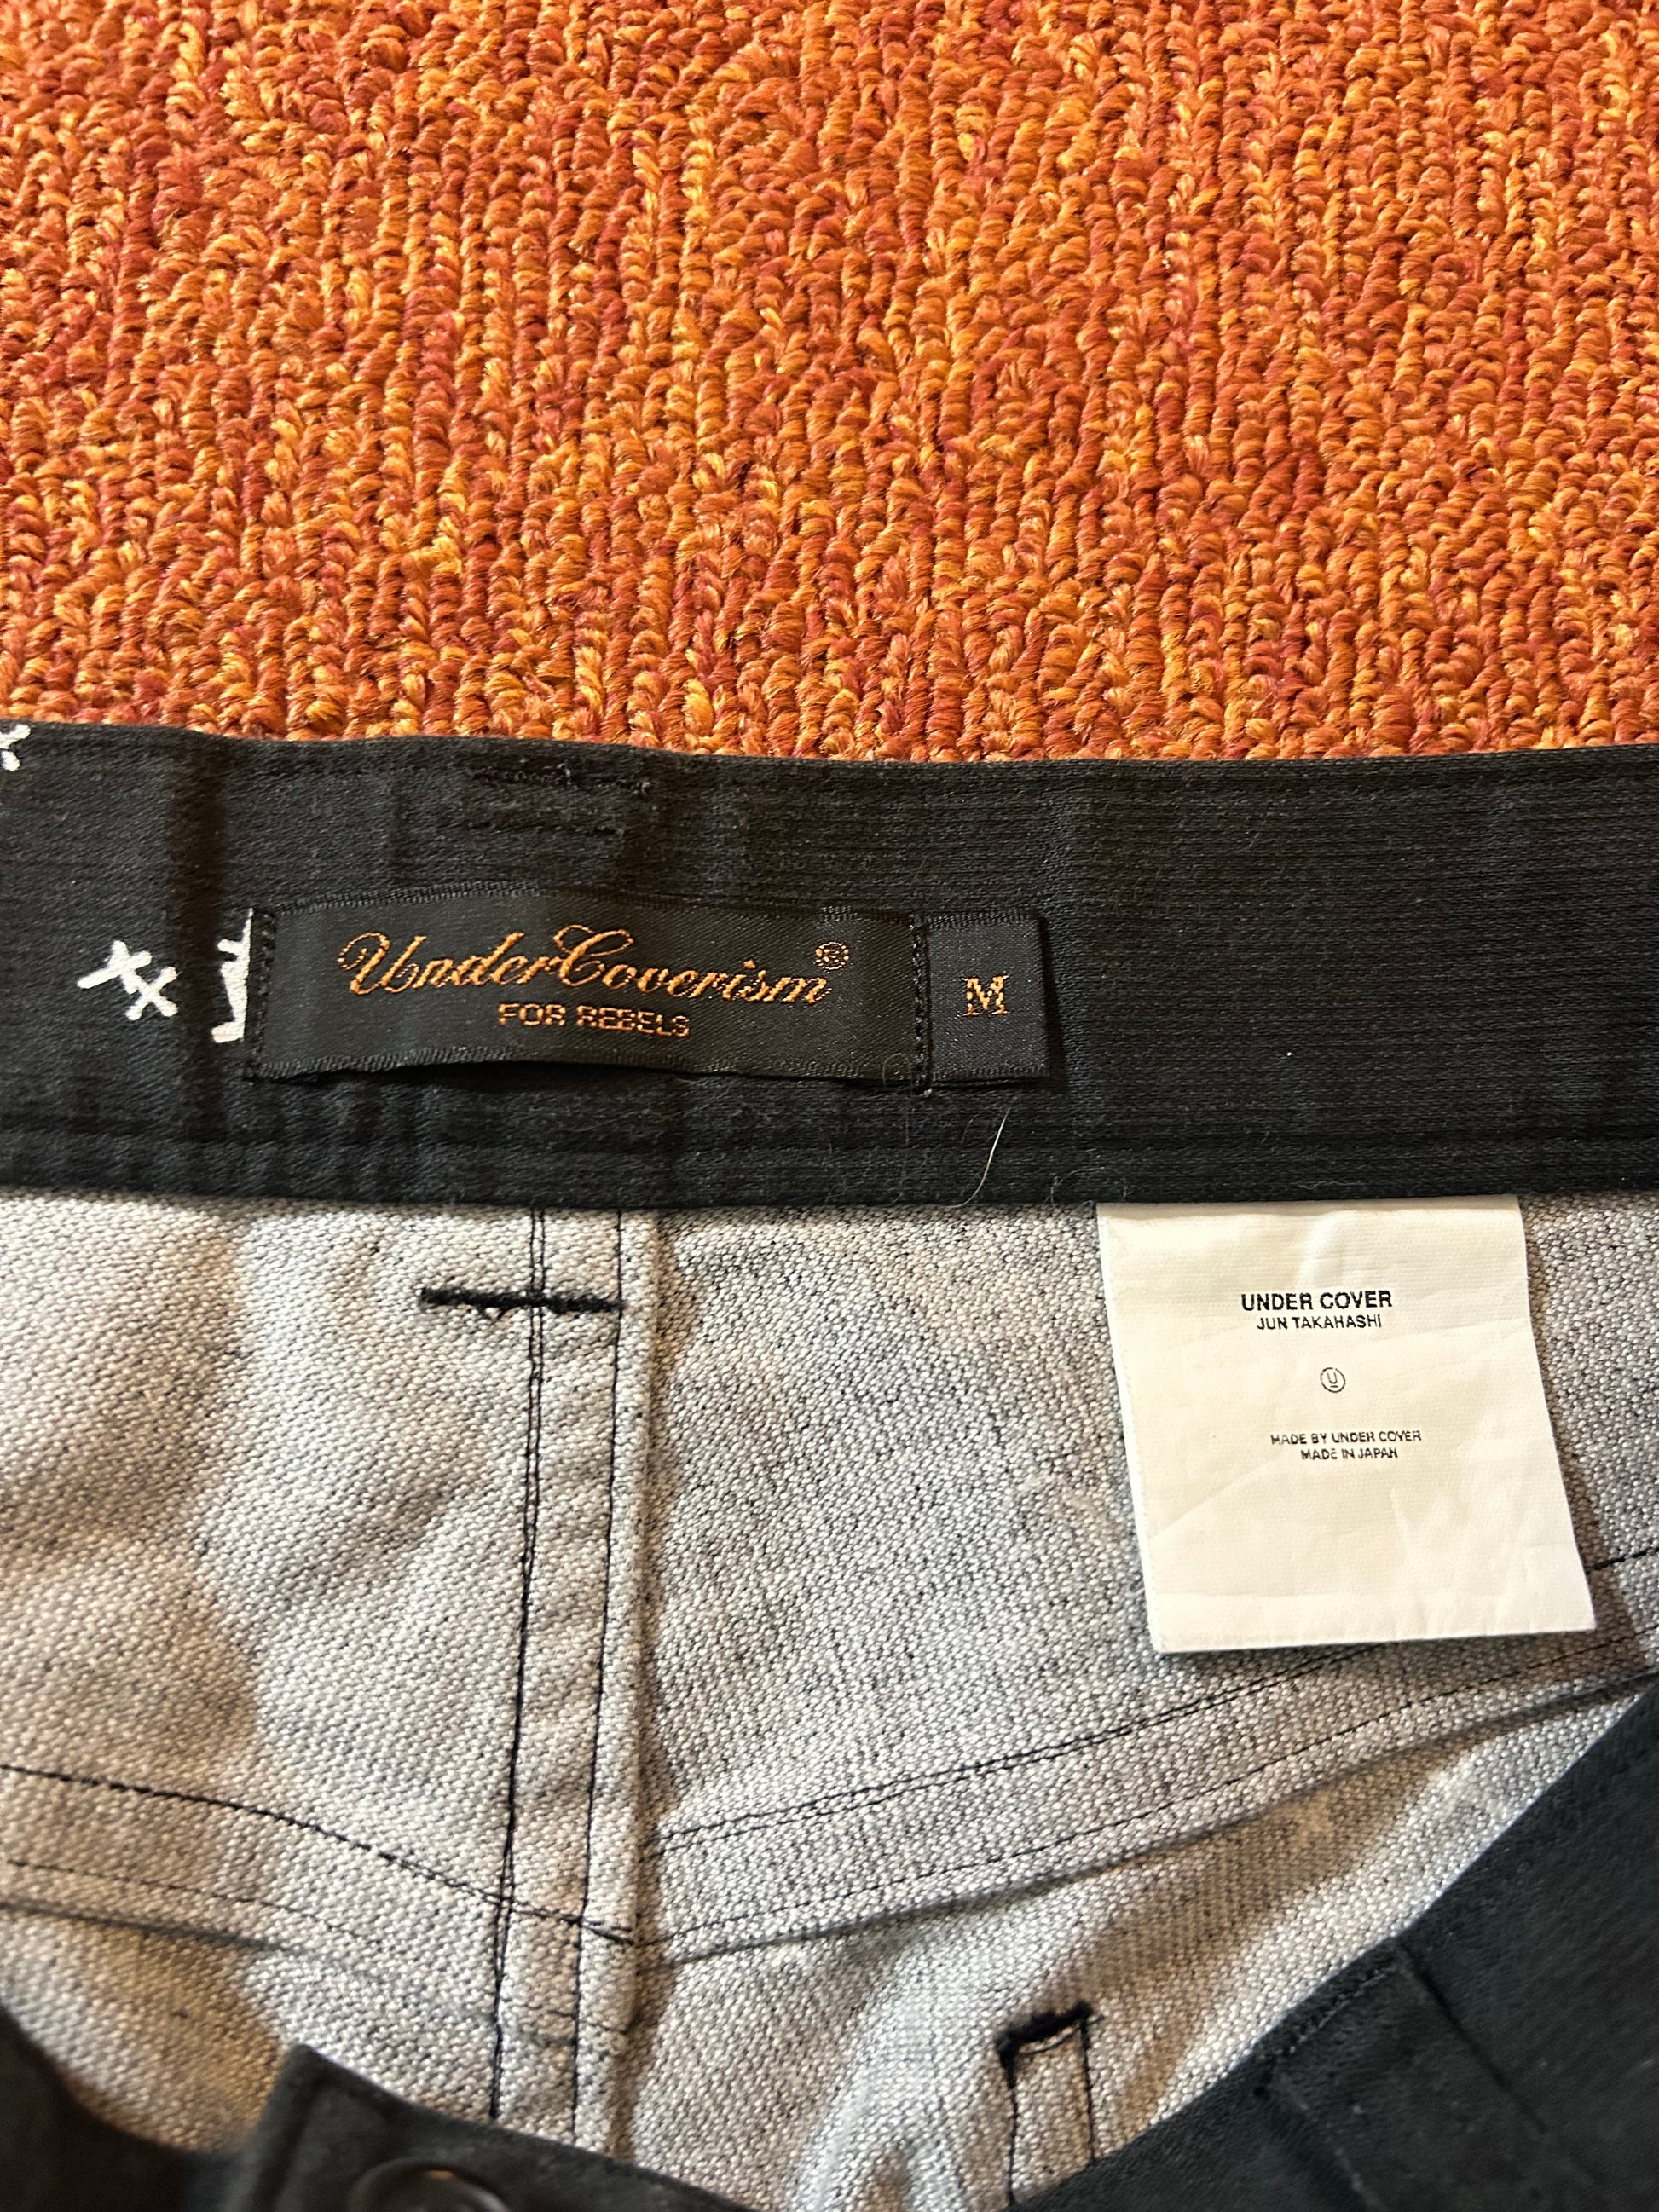 UnderCoverism®
FOR REBELS
M
UNDER COVER
JUN TAKAHASHI
U
MADE BY UNDER COVER
MADE IN JAPAN